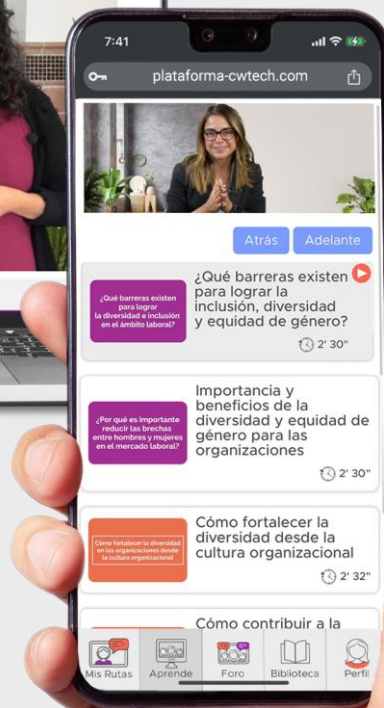 7:41
plataforma-cwtech.com
Atrás
Adelante
¿Qué barreras existen
para lograr
la diversidad e inclusión
en el ámbito laboral?
¿Qué barreras existen
para lograr la
inclusión, diversidad
y equidad de género?
2' 30"
¿Por qué es importante
reducir las brechas
entre hombres y mujeres
en el mercado laboral?
Importancia y
beneficios de la
diversidad y equidad de
género para las
organizaciones
2' 30"
Cómo fortalecer la diversidad
en las organizaciones desde
la cultura organizacional
Cómo fortalecer la
diversidad desde la
cultura organizacional
2' 32"
Cómo contribuir a la
Mis Rutas
Aprende
Foro
Biblioteca
Perfil